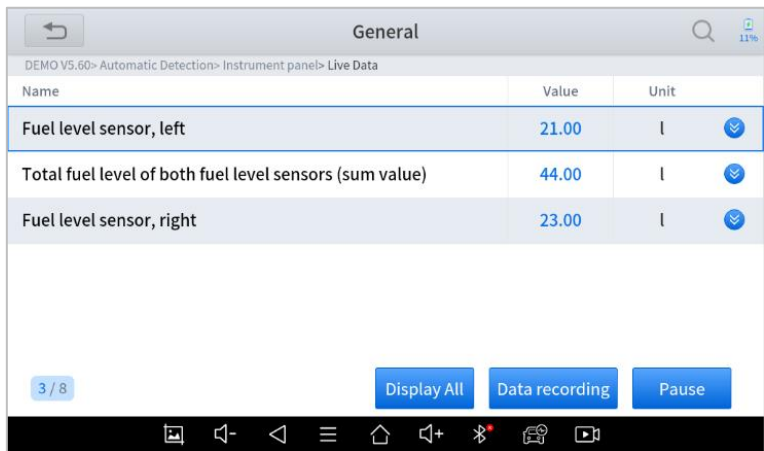 General
11%
DEMO V5.60> Automatic Detection> Instrument panel> Live Data
Name Value Unit
Fuel level sensor, left 21.00 l
Total fuel level of both fuel level sensors (sum value) 44.00 l
Fuel level sensor, right 23.00 l
3 / 8 Display All Data recording Pause